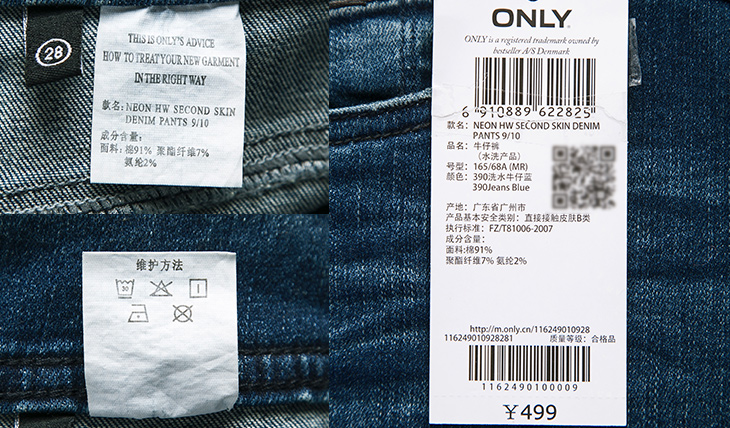 28
THIS IS ONLY'S ADVICE
HOW TO TREAT YOUR NEW GARMENT
IN THE RIGHT WAY
款名: NEON HW SECOND SKIN
DENIM PANTS 9/10
成分含量:
面料: 棉91% 聚酯纤维7%
氨纶2%
维护方法
30
ONLY
ONLY is a registered trademark owned by
bestseller A/S Denmark
6 910889 622825
款名: NEON HW SECOND SKIN DENIM
PANTS 9/10
品名: 牛仔裤
(水洗产品)
号型: 165/68A (MR)
颜色: 390洗水牛仔蓝
390Jeans Blue
产地: 广东省广州市
产品基本安全类别: 直接接触皮肤B类
执行标准: FZ/T81006-2007
成分含量:
面料:棉91%
聚酯纤维7% 氨纶2%
http://m.only.cn/116249010928
116249010928281 质量等级: 合格品
1162490100009
¥499